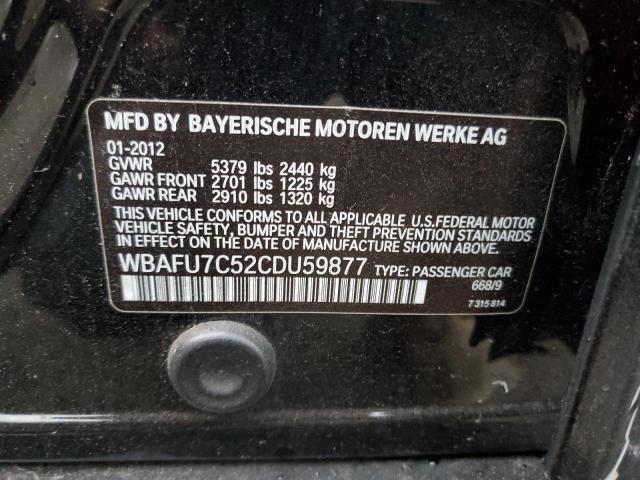 MFD BY BAYERISCHE MOTOREN WERKE AG
01-2012
GVWR 5379 lbs 2440 kg
GAWR FRONT 2701 lbs 1225 kg
GAWR REAR 2910 lbs 1320 kg
THIS VEHICLE CONFORMS TO ALL APPLICABLE U.S.FEDERAL MOTOR
VEHICLE SAFETY, BUMPER AND THEFT PREVENTION STANDARDS
IN EFFECT ON THE DATE OF MANUFACTURE SHOWN ABOVE.
WBAFU7C52CDU59877 TYPE: PASSENGER CAR
668/9
7 315 814